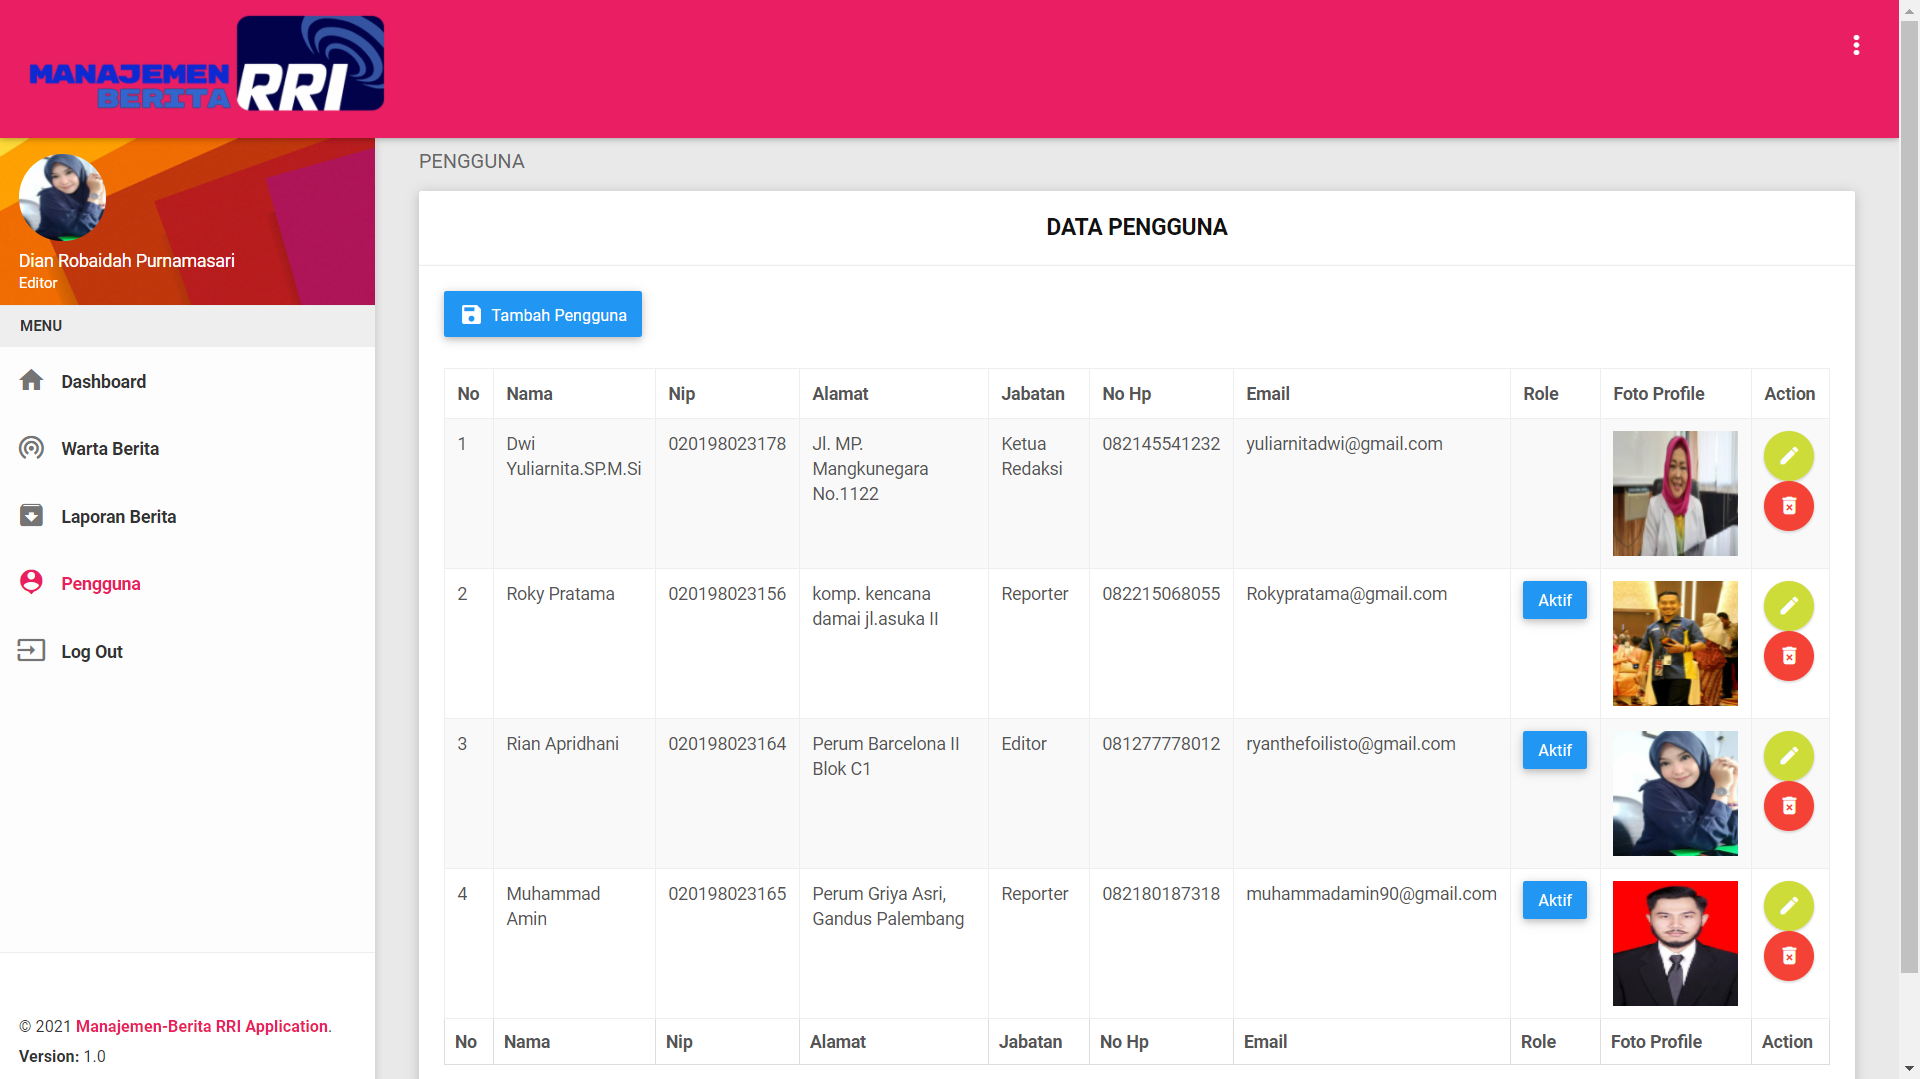 MANAJEMEN
BERITA
RRI
Dian Robaidah Purnamasari
Editor
MENU
Dashboard
Warta Berita
Laporan Berita
Pengguna
Log Out
© 2021 Manajemen-Berita RRI Application.
Version: 1.0
PENGGUNA
DATA PENGGUNA
Tambah Pengguna
No Nama Nip Alamat Jabatan No Hp Email Role Foto Profile Action
1 Dwi 020198023178 Jl. MP. Ketua 082145541232 yuliarnitadwi@gmail.com
Yuliarnita.SP.M.Si Mangkunegara Redaksi
No.1122
2 Roky Pratama 020198023156 komp. kencana Reporter 082215068055 Rokypratama@gmail.com Aktif
damai jl.asuka II
3 Rian Apridhani 020198023164 Perum Barcelona II Editor 081277778012 ryanthefoilisto@gmail.com Aktif
Blok C1
4 Muhammad 020198023165 Perum Griya Asri, Reporter 082180187318 muhammadamin90@gmail.com Aktif
Amin Gandus Palembang
No Nama Nip Alamat Jabatan No Hp Email Role Foto Profile Action